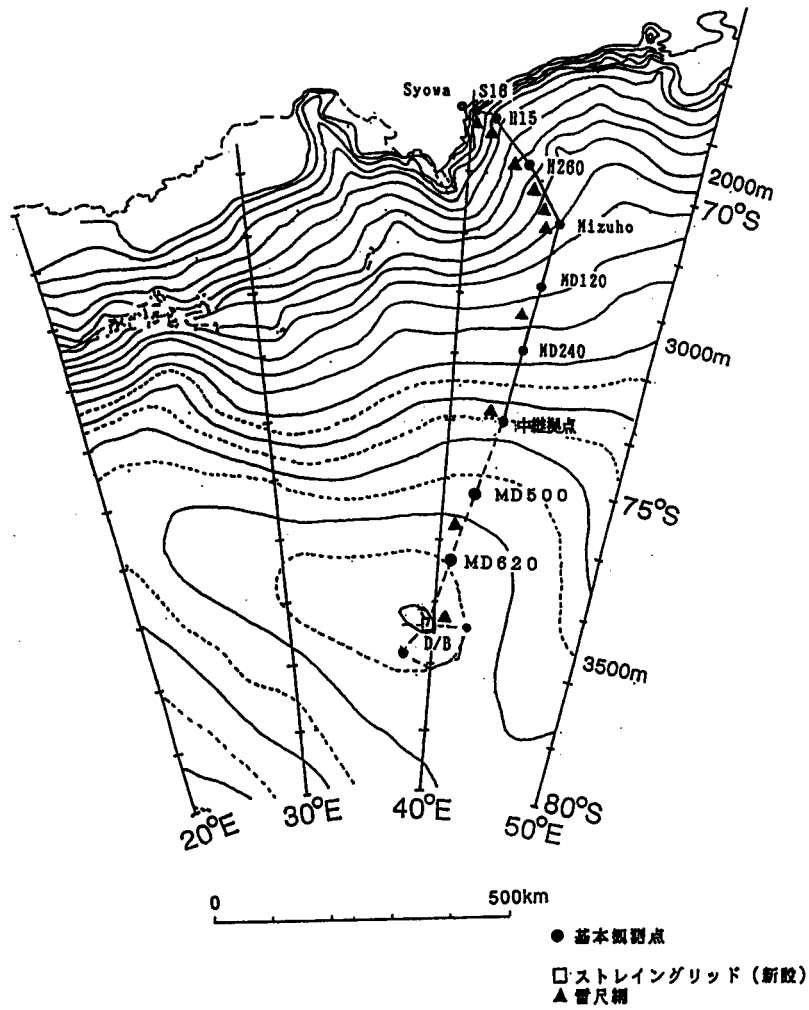 Syowa
S16
H15
M260
2000m
70°S
Mizuho
MD120
MD240
3000m
中継拠点
MD500
75°S
MD620
D/B
3500m
20°E
30°E
40°E
50°E
80°S
0 500km
● 基本観測点
□ ストレイングリッド（新設）
▲ 雪尺網